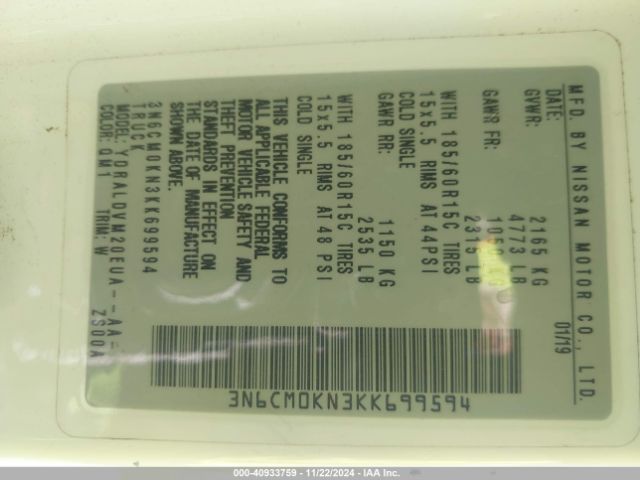 MFD. BY NISSAN MOTOR CO., LTD.
DATE: 01/19
GVWR: 2165 KG
4773 LB
GAWR FR: 1050 KG
WITH 185/60R15C TIRES 2315 LB
15x5.5 RIMS AT 44PSI
COLD SINGLE
GAWR RR: 1150 KG
WITH 185/60R15C TIRES 2535 LB
15x5.5 RIMS AT 48 PSI
COLD SINGLE
THIS VEHICLE CONFORMS TO
ALL APPLICABLE FEDERAL
MOTOR VEHICLE SAFETY AND
THEFT PREVENTION
STANDARDS IN EFFECT ON
THE DATE OF MANUFACTURE
SHOWN ABOVE.
3N6CM0KN3KK699594
TRUCK
MODEL: YDRALDVM20EUA--AA-
COLOR: QM1 TRIM: W ZS00A
3N6CM0KN3KK699594
000-40933759 - 11/22/2024 - IAA Inc.